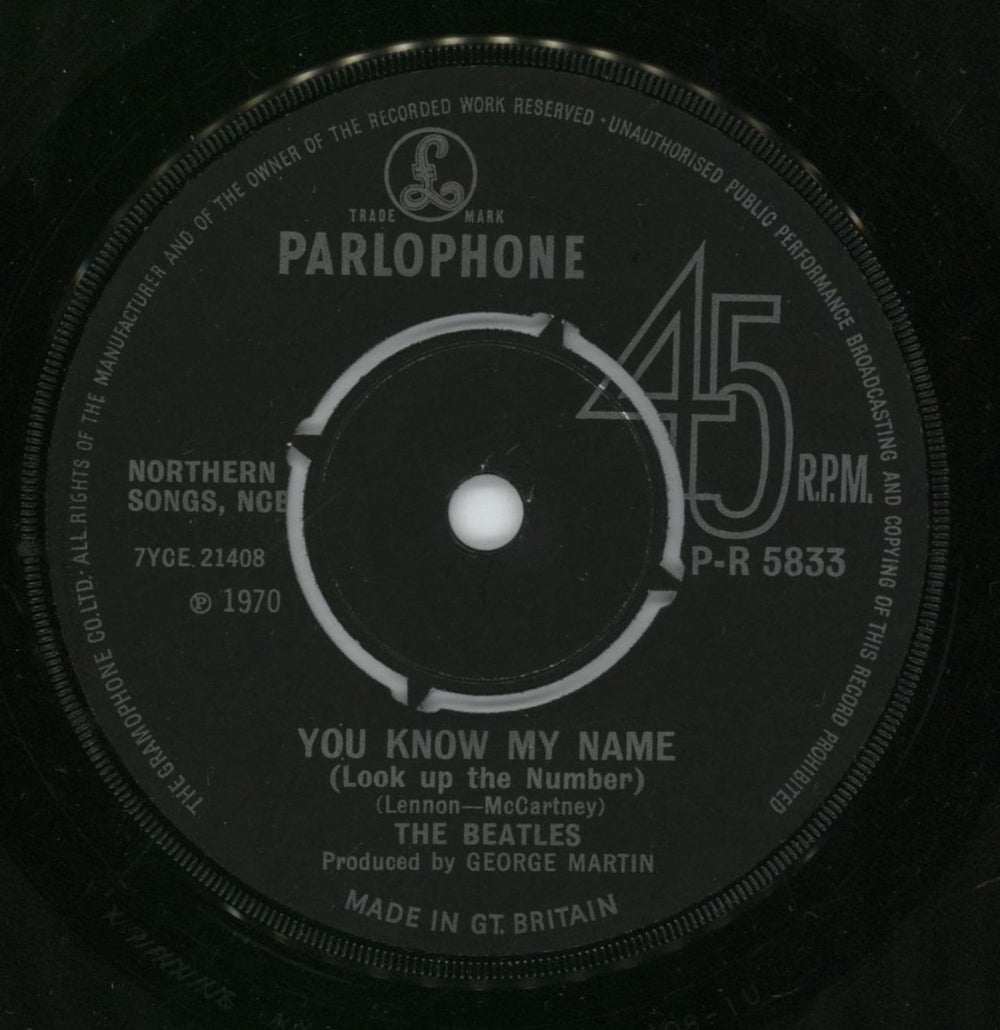 THE GRAMOPHONE CO. LTD. ALL RIGHTS OF THE MANUFACTURER AND OF THE OWNER OF THE RECORDED WORK RESERVED · UNAUTHORISED PUBLIC PERFORMANCE BROADCASTING AND COPYING OF THIS RECORD PROHIBITED
£
TRADE MARK
PARLOPHONE
45
R.P.M.
NORTHERN
SONGS, NCB
7YCE. 21408
P-R 5833
℗ 1970
YOU KNOW MY NAME
(Look up the Number)
(Lennon—McCartney)
THE BEATLES
Produced by GEORGE MARTIN
MADE IN GT. BRITAIN